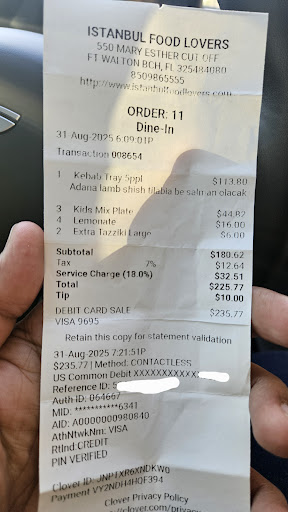 ISTANBUL FOOD LOVERS
550 MARY ESTHER CUT OFF
FT WALTON BCH, FL 325484080
8509865555
http://www.istanbulfoodlovers.com
ORDER: 11
Dine-In
31-Aug-2025 6:09:01P
Transaction 008654
1 Kebab Tray 5ppl $113.80
Adana lamb shish tilabia be saln an olacak
3 Kids Mix Plate $44.82
4 Lemonate $16.00
2 Extra Tazziki Large $6.00
Subtotal $180.62
Tax 7% $12.64
Service Charge (18.0%) $32.51
Total $225.77
Tip $10.00
DEBIT CARD SALE $235.77
VISA 9695
Retain this copy for statement validation
31-Aug-2025 7:21:51P
$235.77 | Method: CONTACTLESS
US Common Debit XXXXXXXXXXXX
Reference ID: 5
Auth ID: 064667
MID: **********6341
AID: A0000000980840
AthNtwkNm: VISA
RtInd CREDIT
PIN VERIFIED
Clover ID: JNPTXR6XNDKW0
Payment VY2NDH4H0F394
Clover Privacy Policy